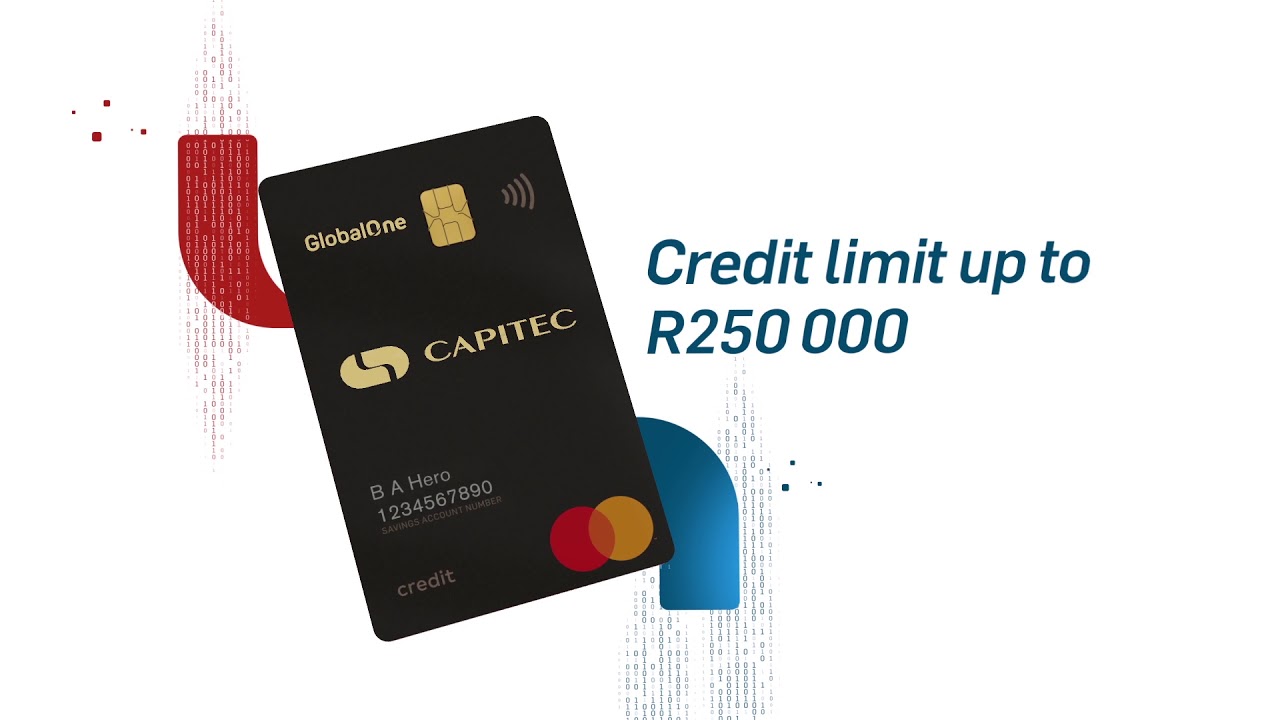 GlobalOne
CAPITEC
B A Hero
1234567890
SAVINGS ACCOUNT NUMBER
credit
Credit limit up to
R250 000